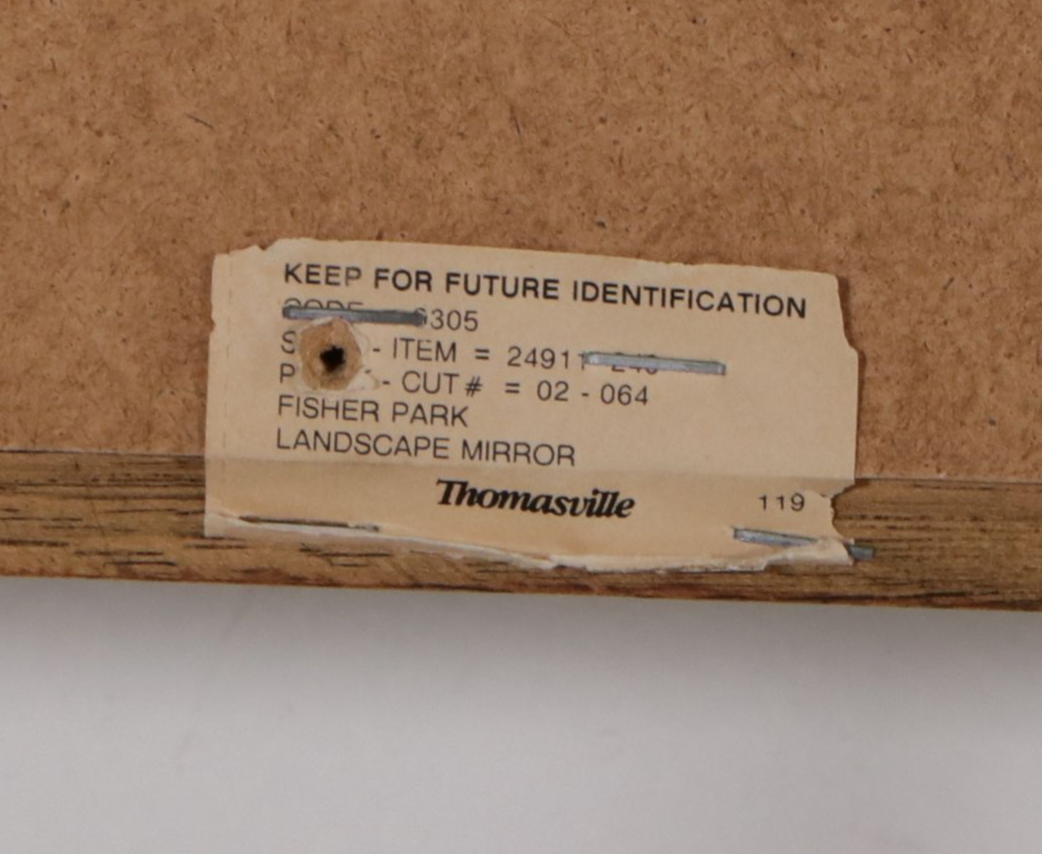 KEEP FOR FUTURE IDENTIFICATION
305
- ITEM = 2491
- CUT # = 02 - 064
FISHER PARK
LANDSCAPE MIRROR
Thomasville
119